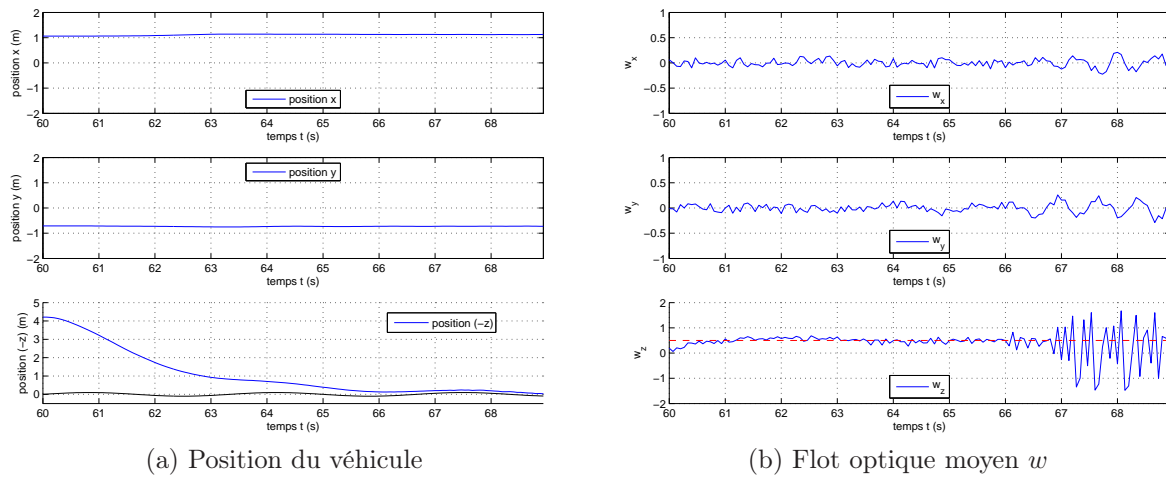 position x (m)
2
1
0
−1
−2
60 61 62 63 64 65 66 67 68
temps t (s)
position x
position y (m)
2
1
0
−1
−2
60 61 62 63 64 65 66 67 68
temps t (s)
position y
position (−z) (m)
5
4
3
2
1
0
60 61 62 63 64 65 66 67 68
temps t (s)
position (−z)
(a) Position du véhicule
w_x
1
0.5
0
−0.5
−1
60 61 62 63 64 65 66 67 68
temps t (s)
w_x
w_y
1
0.5
0
−0.5
−1
60 61 62 63 64 65 66 67 68
temps t (s)
w_y
w_z
2
1
0
−1
−2
60 61 62 63 64 65 66 67 68
temps t (s)
w_z
(b) Flot optique moyen w